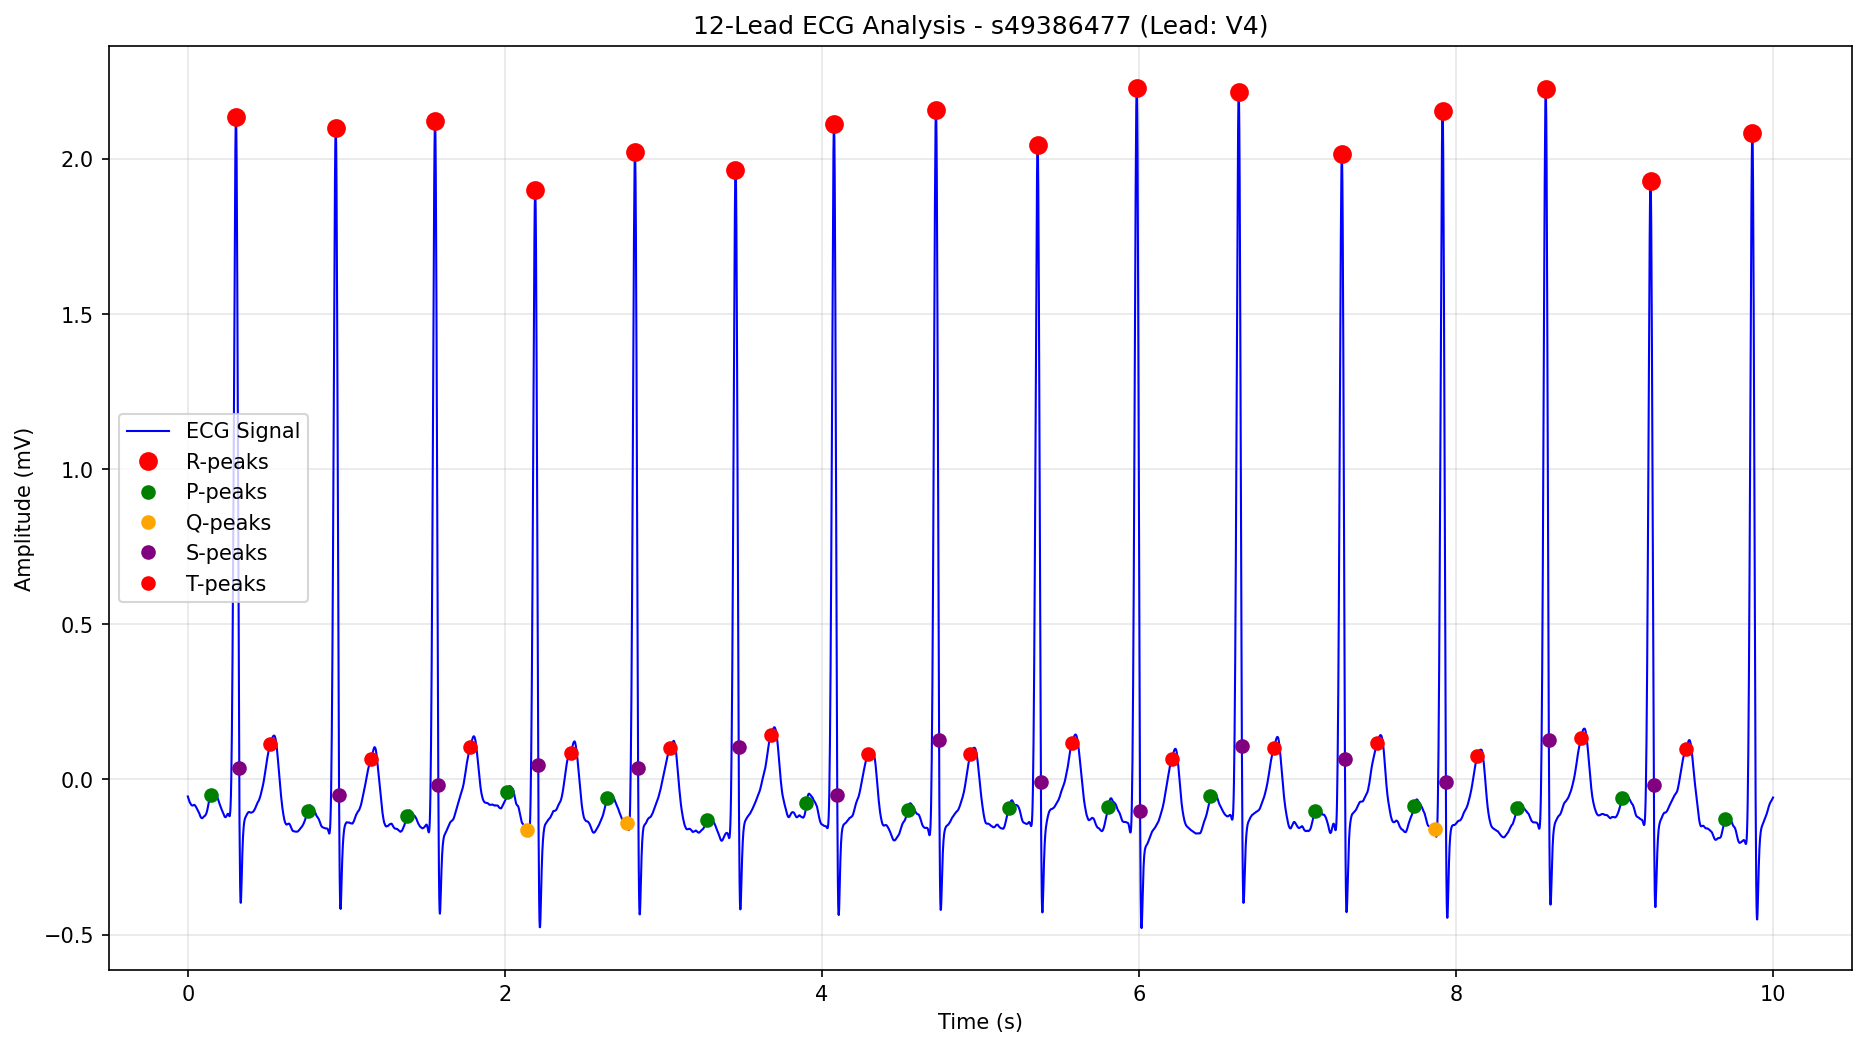 12-Lead ECG Analysis - s49386477 (Lead: V4)
Amplitude (mV)
2.0
1.5
1.0
0.5
0.0
−0.5
ECG Signal
R-peaks
P-peaks
Q-peaks
S-peaks
T-peaks
0 2 4 6 8 10
Time (s)